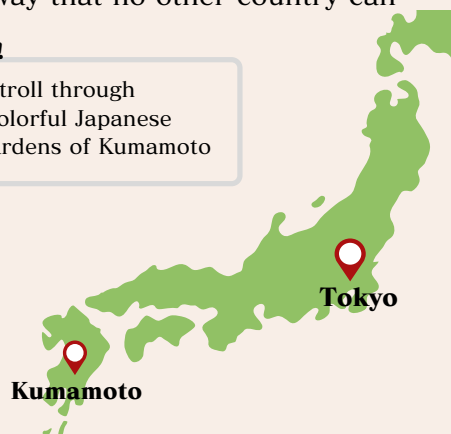 way that no other country can
!
troll through
olorful Japanese
rdens of Kumamoto
Tokyo
Kumamoto